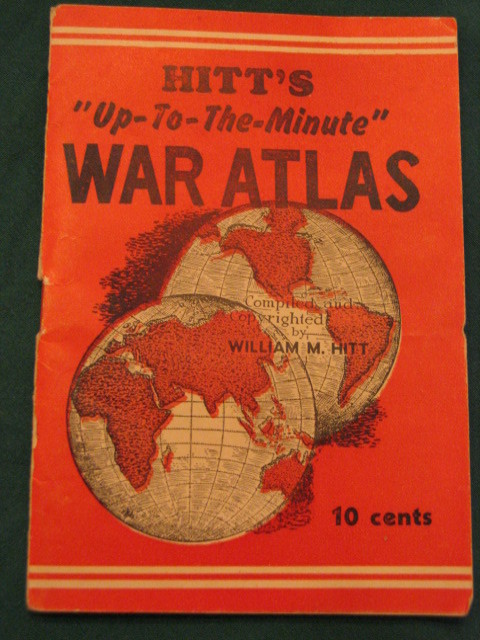 HITT'S
"Up-To-The-Minute"
WAR ATLAS
Compiled and
Copyrighted
by
WILLIAM M. HITT
10 cents